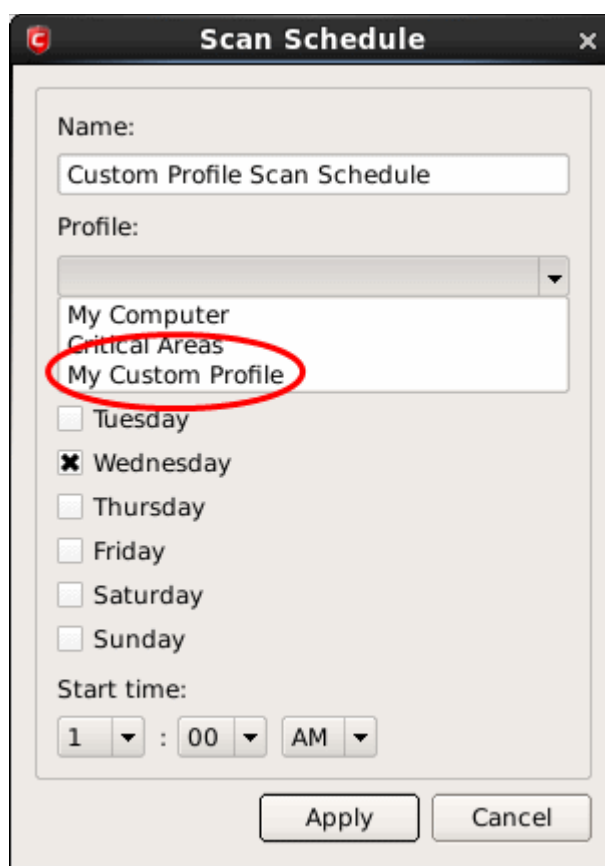 Scan Schedule
Name:
Custom Profile Scan Schedule
Profile:
My Computer
Critical Areas
My Custom Profile
Tuesday
Wednesday
Thursday
Friday
Saturday
Sunday
Start time:
1 : 00 AM
Apply Cancel